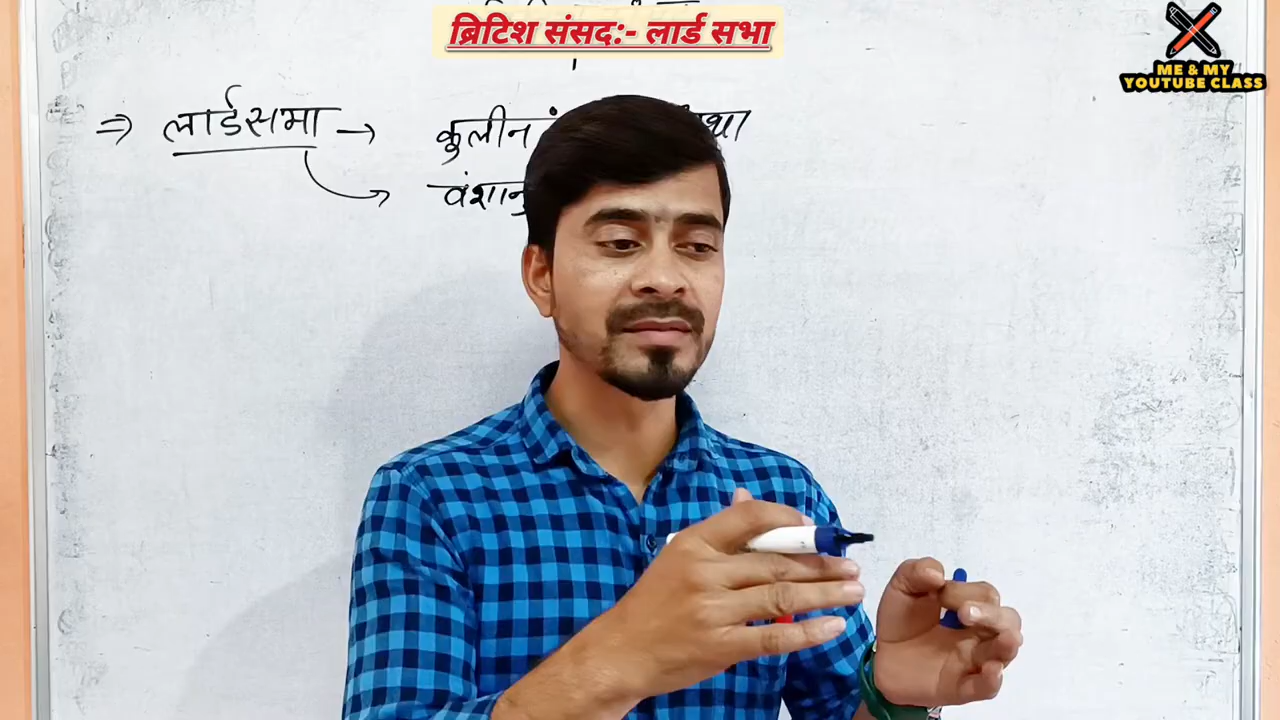 ब्रिटिश संसद:- लार्ड सभा
ME & MY
YOUTUBE CLASS
⇒ लार्डसभा → कुलीन